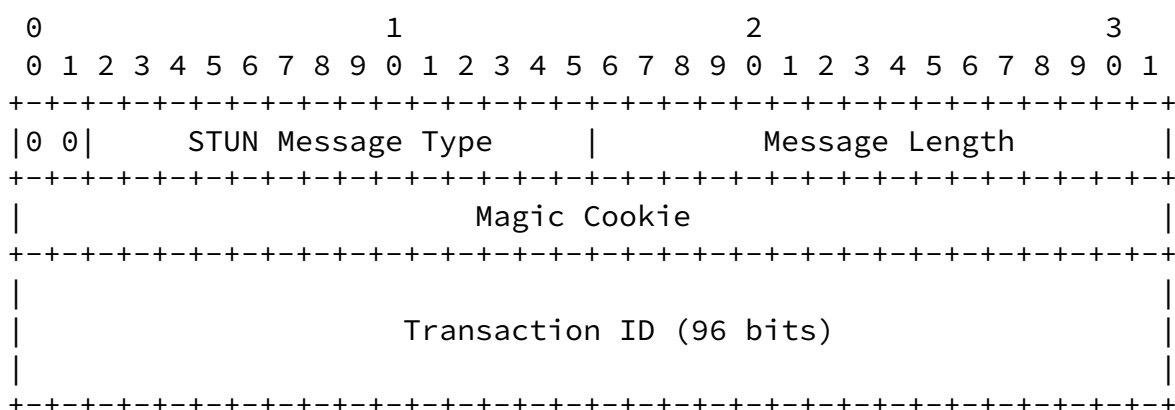 0                   1                   2                   3
 0 1 2 3 4 5 6 7 8 9 0 1 2 3 4 5 6 7 8 9 0 1 2 3 4 5 6 7 8 9 0 1
+-+-+-+-+-+-+-+-+-+-+-+-+-+-+-+-+-+-+-+-+-+-+-+-+-+-+-+-+-+-+-+-+
|0 0|     STUN Message Type     |         Message Length        |
+-+-+-+-+-+-+-+-+-+-+-+-+-+-+-+-+-+-+-+-+-+-+-+-+-+-+-+-+-+-+-+-+
|                         Magic Cookie                          |
+-+-+-+-+-+-+-+-+-+-+-+-+-+-+-+-+-+-+-+-+-+-+-+-+-+-+-+-+-+-+-+-+
|                                                               |
|                     Transaction ID (96 bits)                  |
|                                                               |
+-+-+-+-+-+-+-+-+-+-+-+-+-+-+-+-+-+-+-+-+-+-+-+-+-+-+-+-+-+-+-+-+